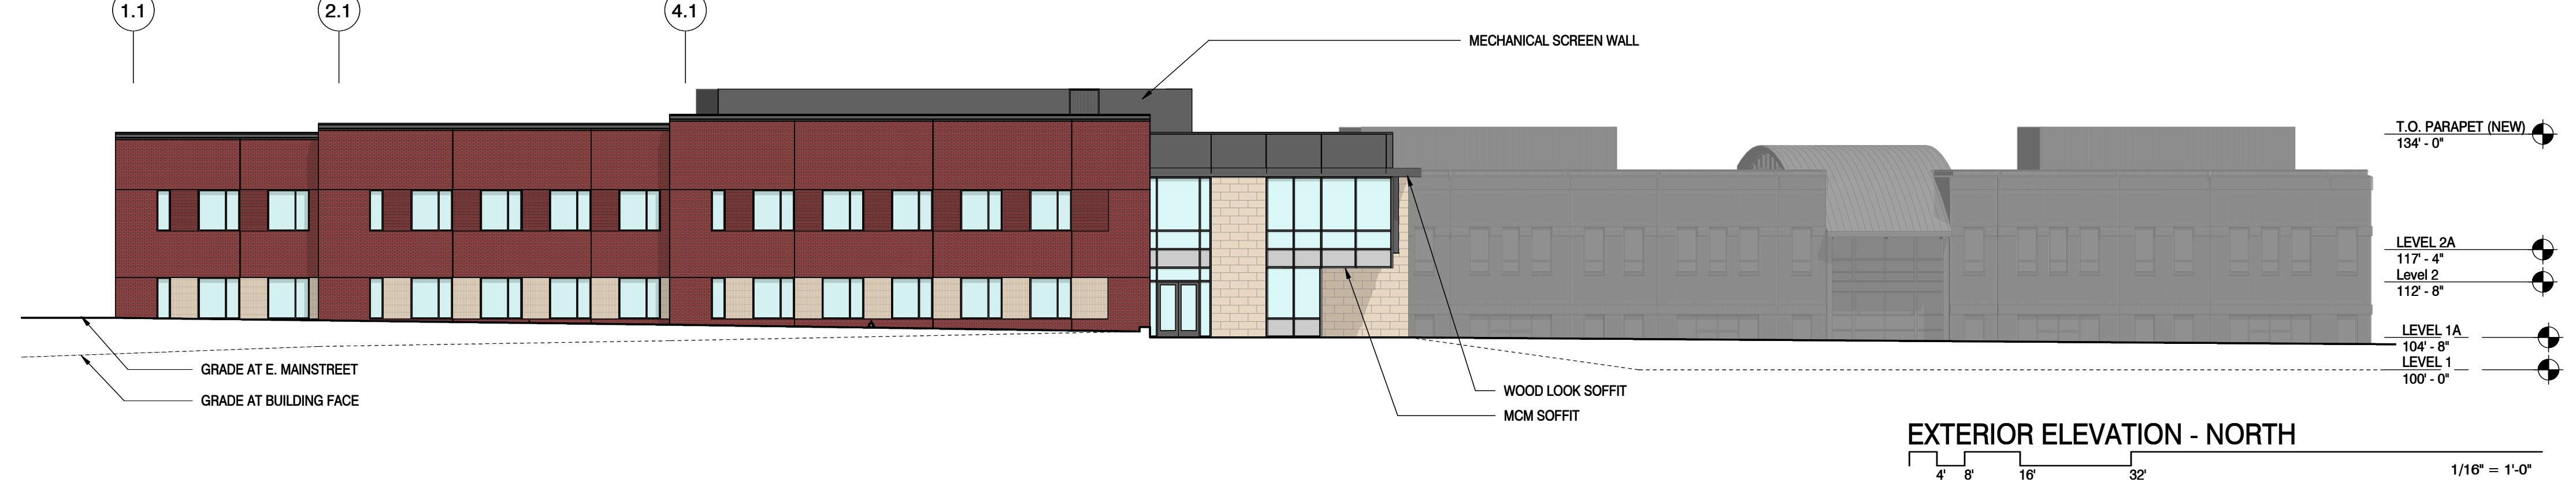 1.1
2.1
4.1
MECHANICAL SCREEN WALL
T.O. PARAPET (NEW)
134' - 0"
LEVEL 2A
117' - 4"
Level 2
112' - 8"
LEVEL 1A
104' - 8"
LEVEL 1
100' - 0"
GRADE AT E. MAINSTREET
GRADE AT BUILDING FACE
WOOD LOOK SOFFIT
MCM SOFFIT
EXTERIOR ELEVATION - NORTH
4' 8' 16' 32'
1/16" = 1'-0"